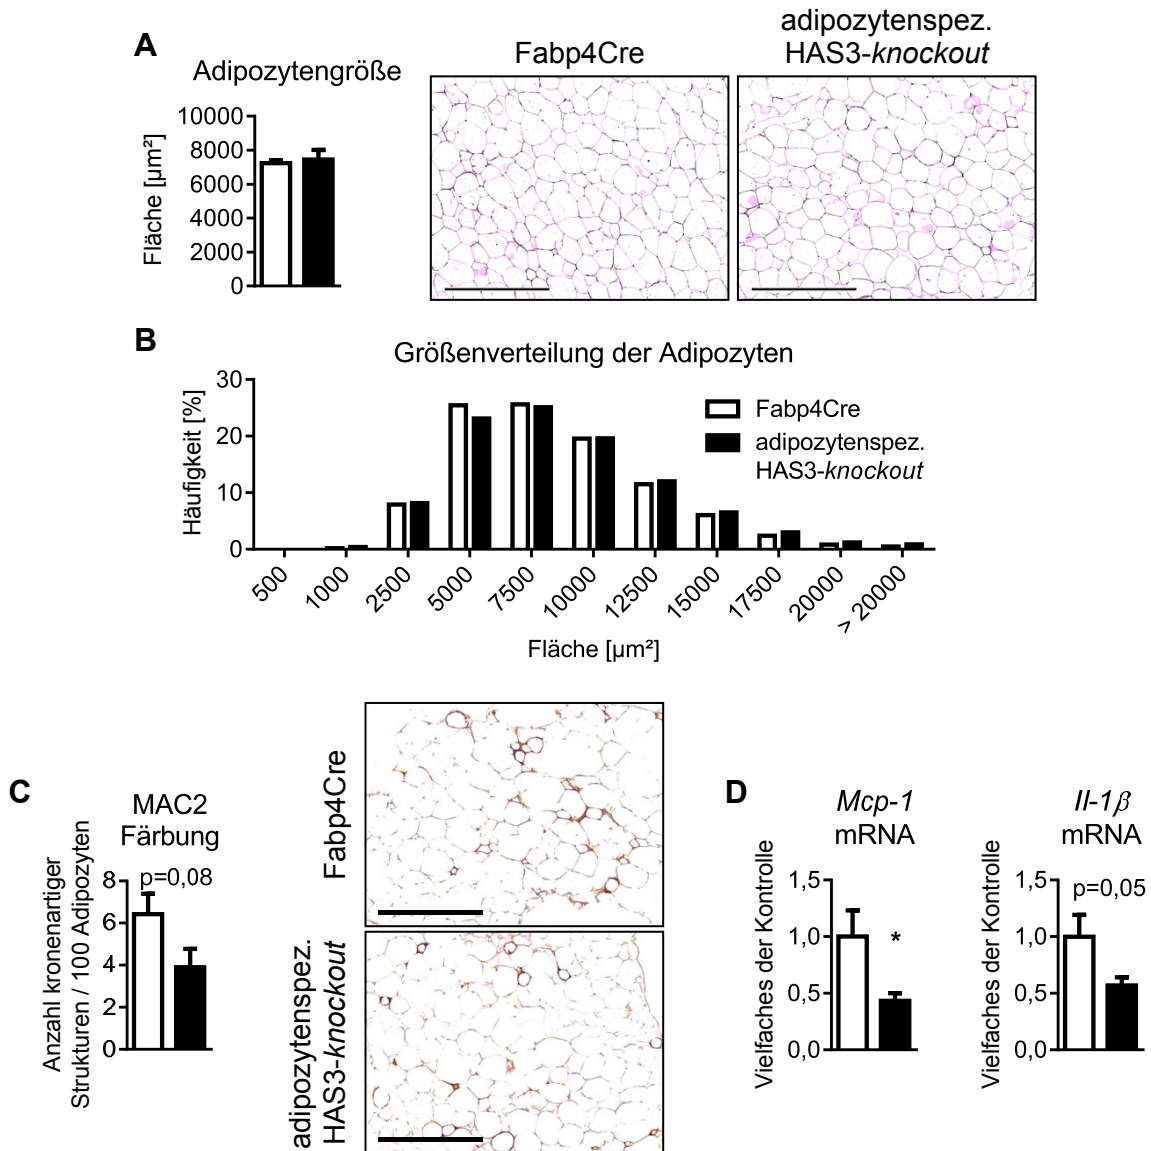 A
Adipozytengröße
Fläche [µm²]
10000
8000
6000
4000
2000
0
Fabp4Cre
adipozytenspez.
HAS3-knockout
B
Größenverteilung der Adipozyten
Häufigkeit [%]
30
20
10
0
Fabp4Cre
adipozytenspez.
HAS3-knockout
500
1000
2500
5000
7500
10000
12500
15000
17500
20000
> 20000
Fläche [µm²]
C
MAC2
Färbung
Anzahl kronenartiger
Strukturen / 100 Adipozyten
p=0,08
8
6
4
2
0
Fabp4Cre
adipozytenspez.
HAS3-knockout
D
Mcp-1
mRNA
Vielfaches der Kontrolle
1,5
1,0
0,5
0,0
*
Il-1β
mRNA
Vielfaches der Kontrolle
1,5
1,0
0,5
0,0
p=0,05